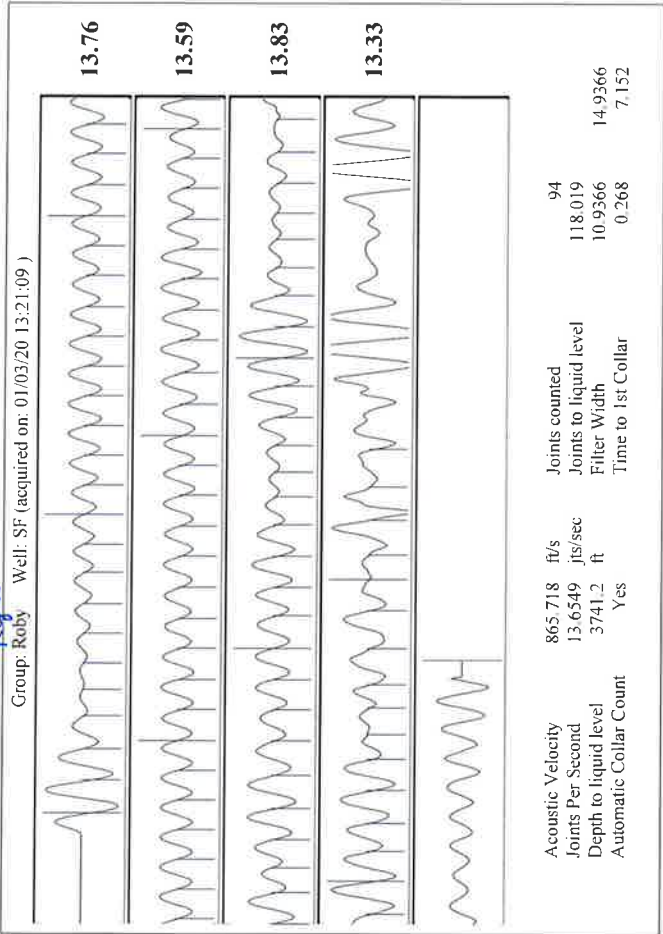 Group: Roby Well: SF (acquired on: 01/03/20 13:21:09 )
13.76
13.59
13.83
13.33
Acoustic Velocity 865.718 ft/s Joints counted 94
Joints Per Second 13.6549 jts/sec Joints to liquid level 118.019
Depth to liquid level 3741.2 ft Filter Width 10.9366 14.9366
Automatic Collar Count Yes Time to 1st Collar 0.268 7.152